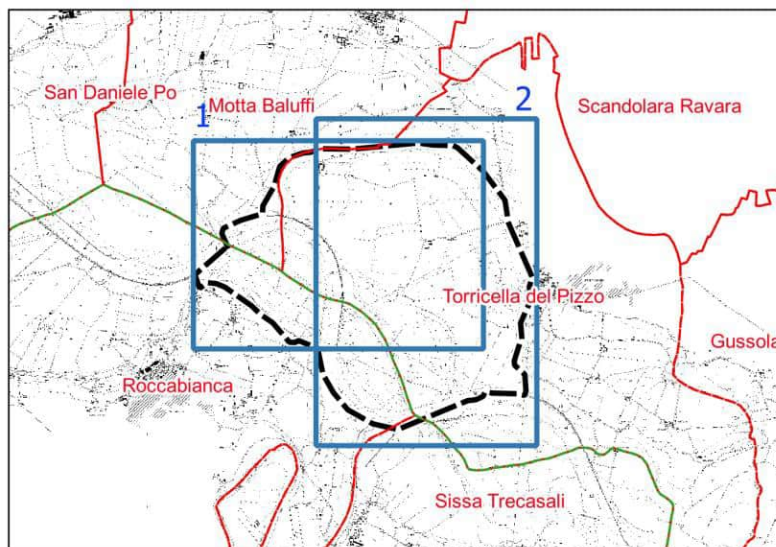 San Daniele Po
1
Motta Baluffi
2
Scandolara Ravara
Torricella del Pizzo
Gussola
Roccabianca
Sissa Trecasali